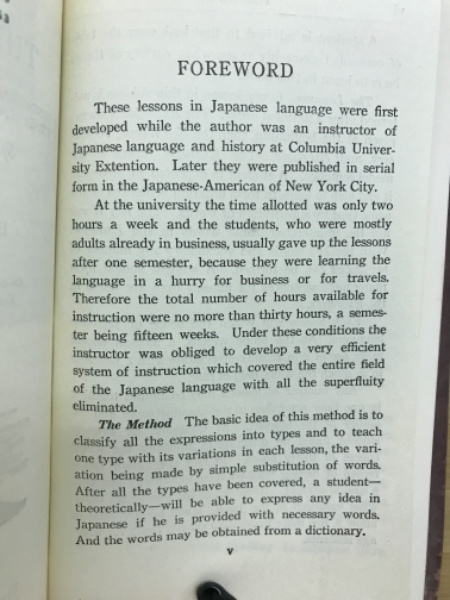 FOREWORD
These lessons in Japanese language were first
developed while the author was an instructor of
Japanese language and history at Columbia Univer-
sity Extention. Later they were published in serial
form in the Japanese-American of New York City.
At the university the time allotted was only two
hours a week and the students, who were mostly
adults already in business, usually gave up the lessons
after one semester, because they were learning the
language in a hurry for business or for travels.
Therefore the total number of hours available for
instruction were no more than thirty hours, a semes-
ter being fifteen weeks. Under these conditions the
instructor was obliged to develop a very efficient
system of instruction which covered the entire field
of the Japanese language with all the superfluity
eliminated.
The Method The basic idea of this method is to
classify all the expressions into types and to teach
one type with its variations in each lesson, the vari-
ation being made by simple substitution of words.
After all the types have been covered, a student—
theoretically—will be able to express any idea in
Japanese if he is provided with necessary words.
And the words may be obtained from a dictionary.
v